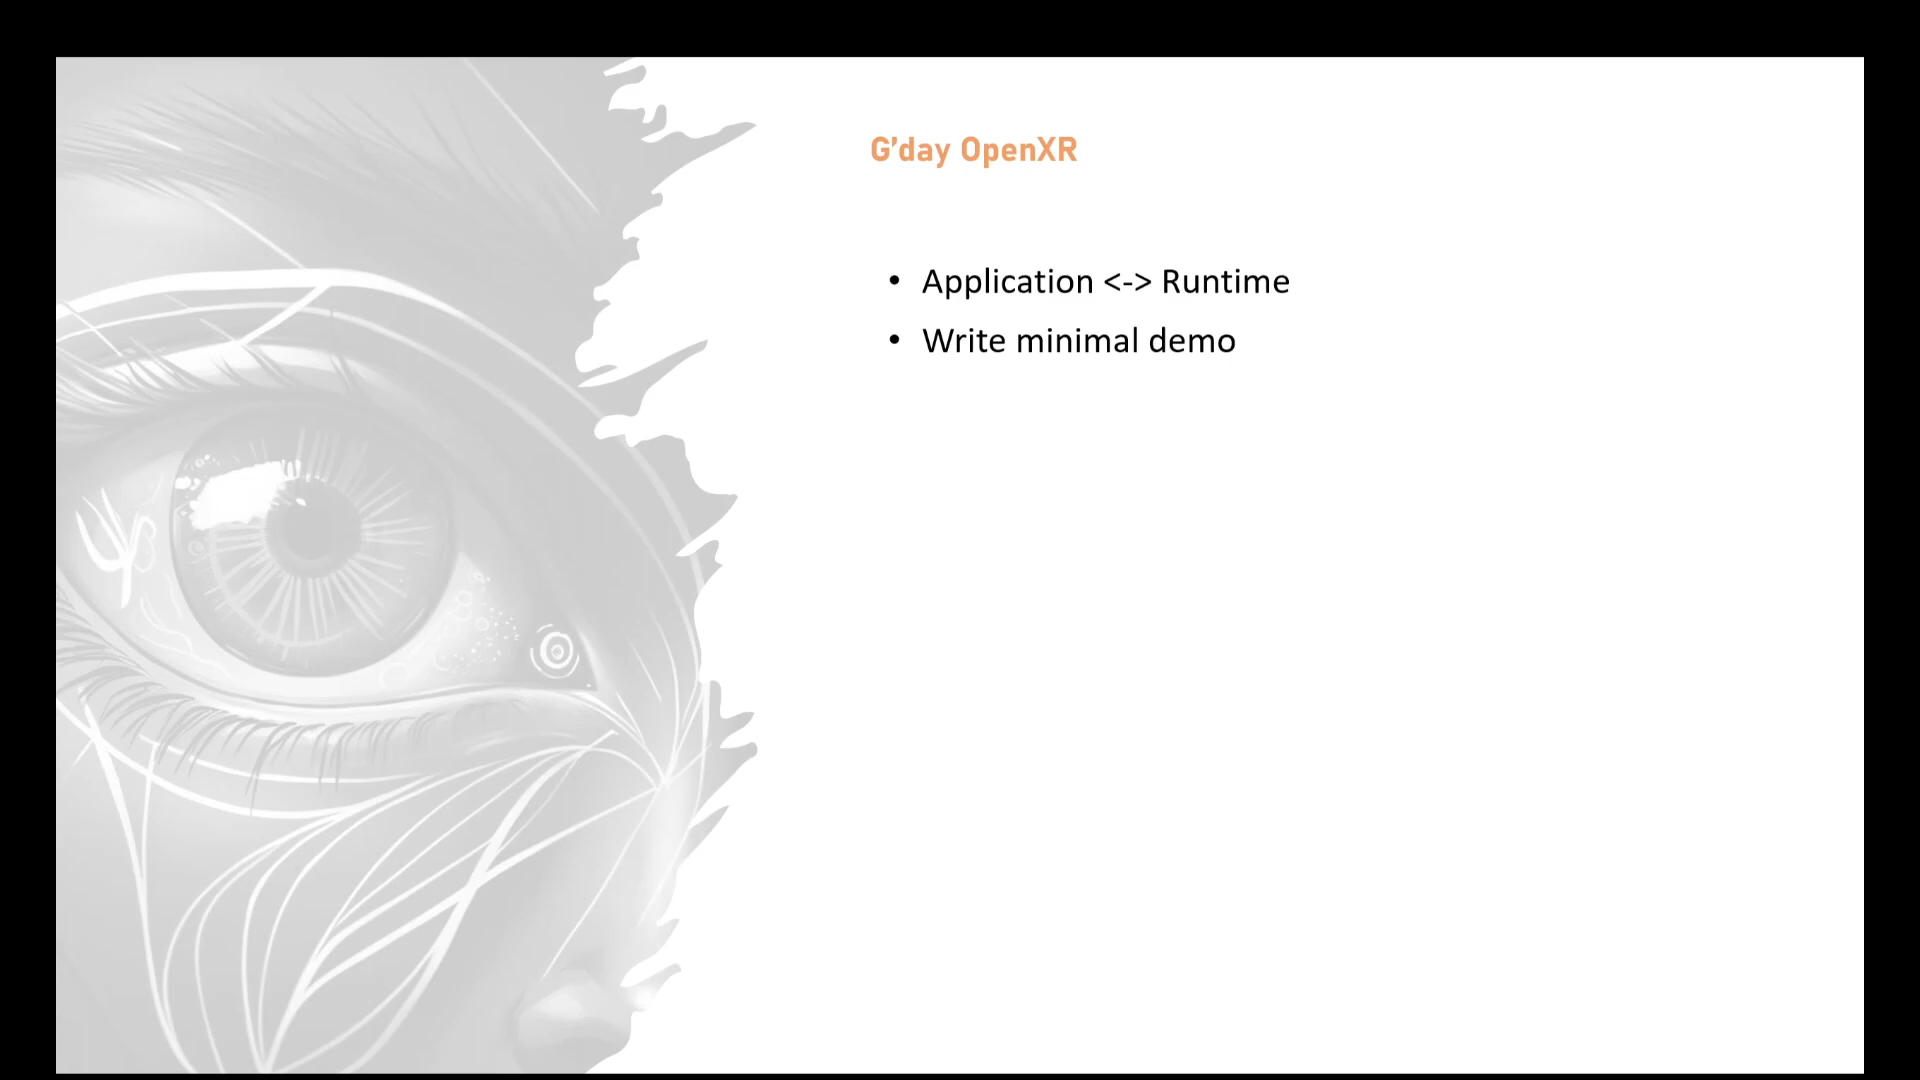 G’day OpenXR
• Application <-> Runtime
• Write minimal demo